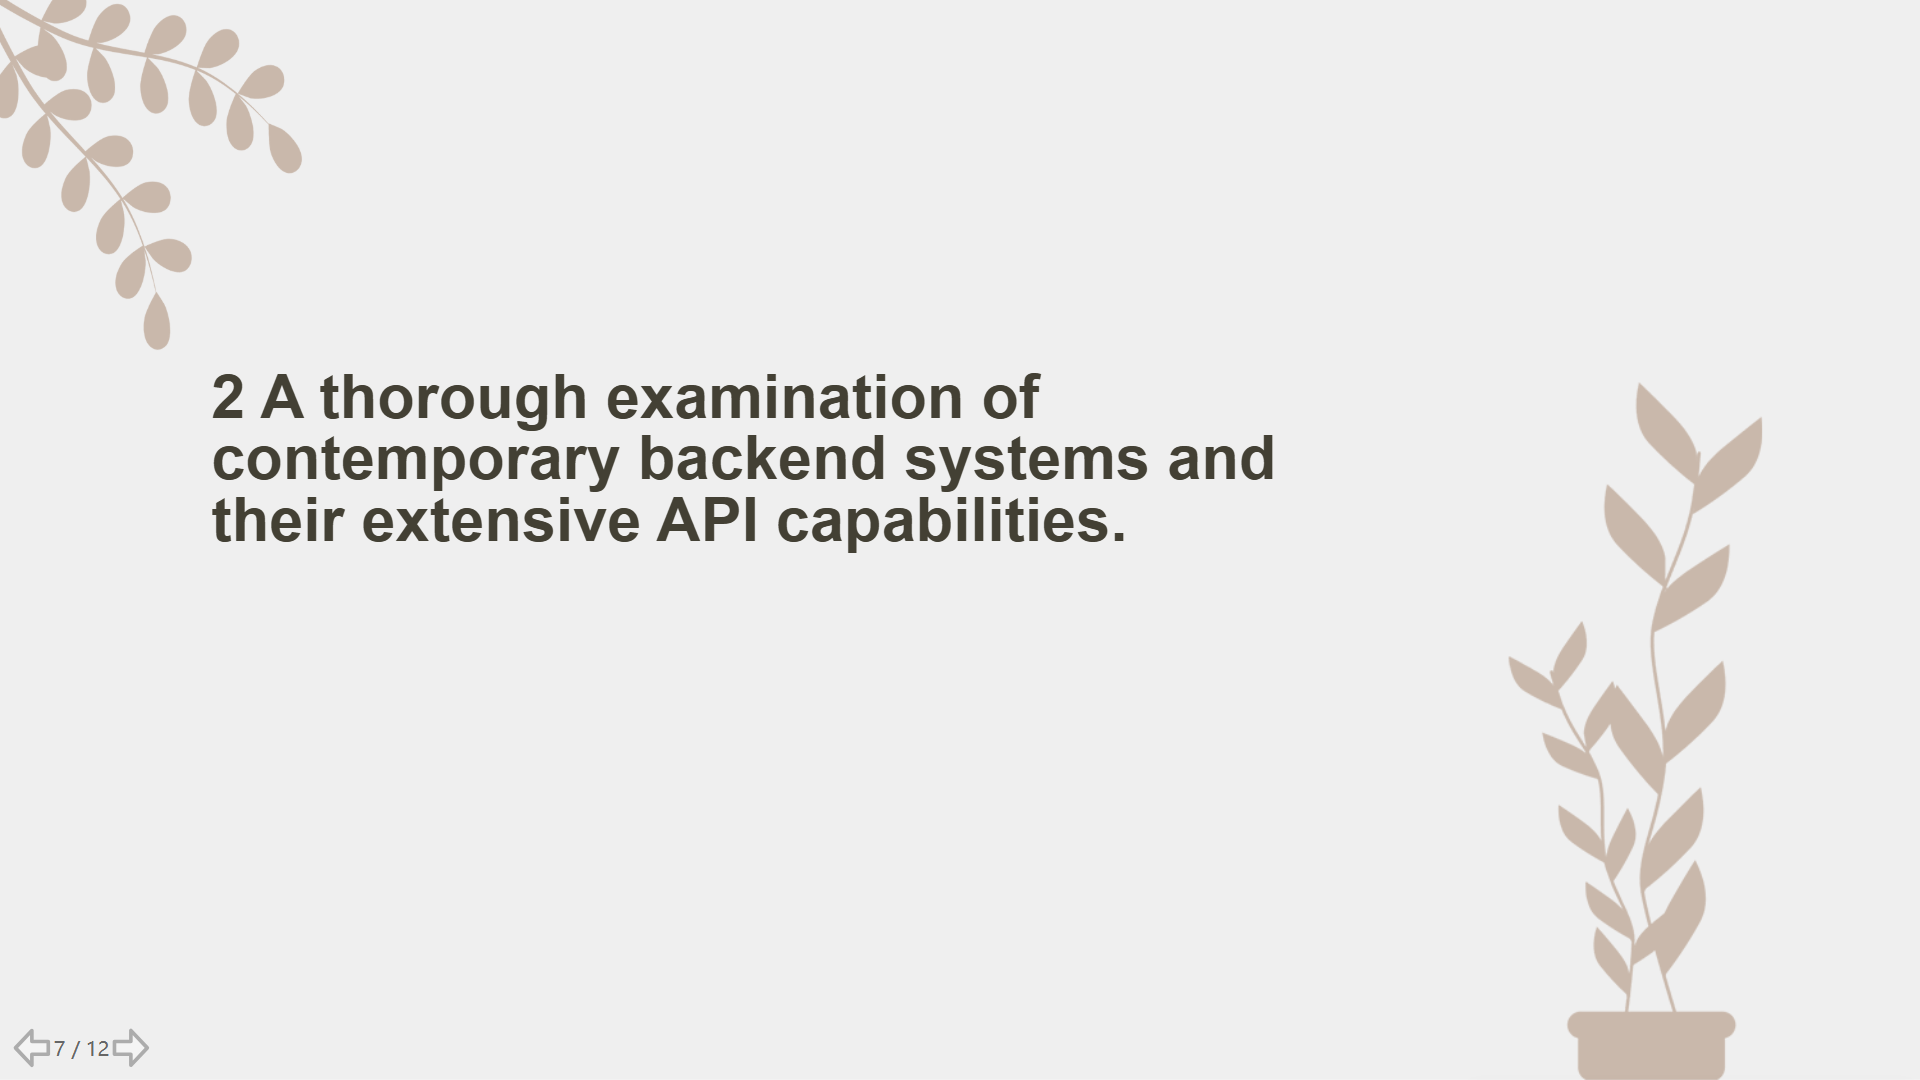 2 A thorough examination of
contemporary backend systems and
their extensive API capabilities.
7 / 12